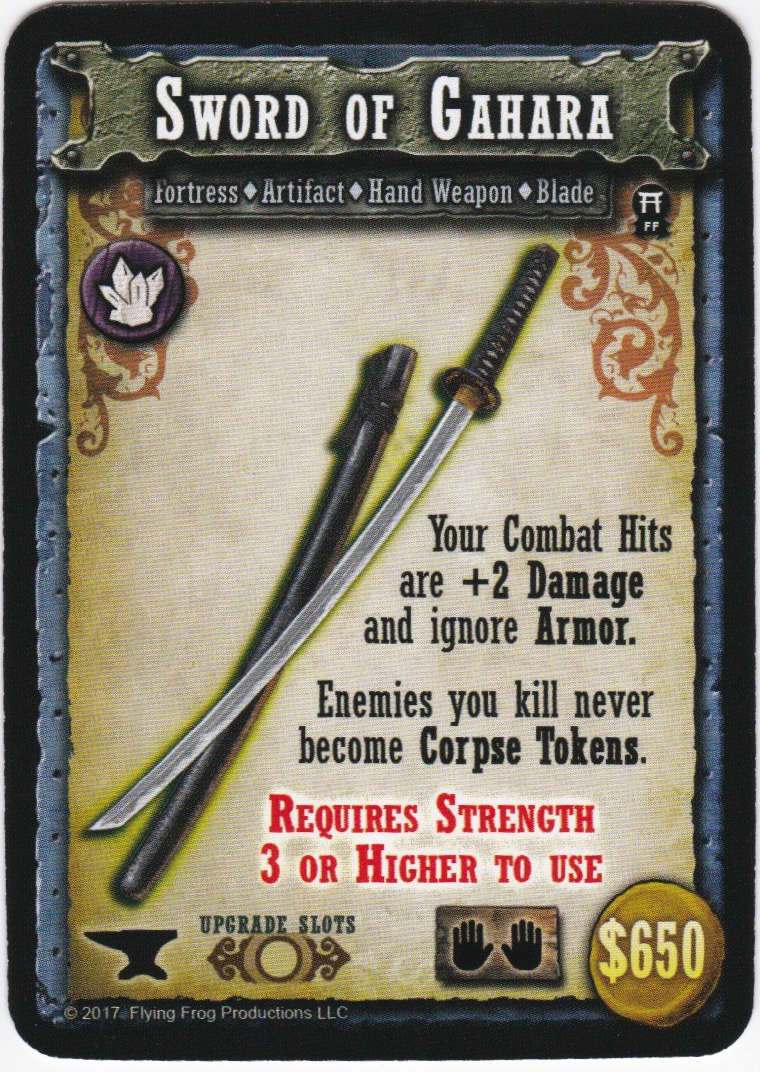 Sword of Gahara
Fortress ◆ Artifact ◆ Hand Weapon ◆ Blade
FF
Your Combat Hits
are +2 Damage
and ignore Armor.
Enemies you kill never
become Corpse Tokens.
Requires Strength
3 or Higher to use
UPGRADE SLOTS
$650
© 2017 Flying Frog Productions LLC